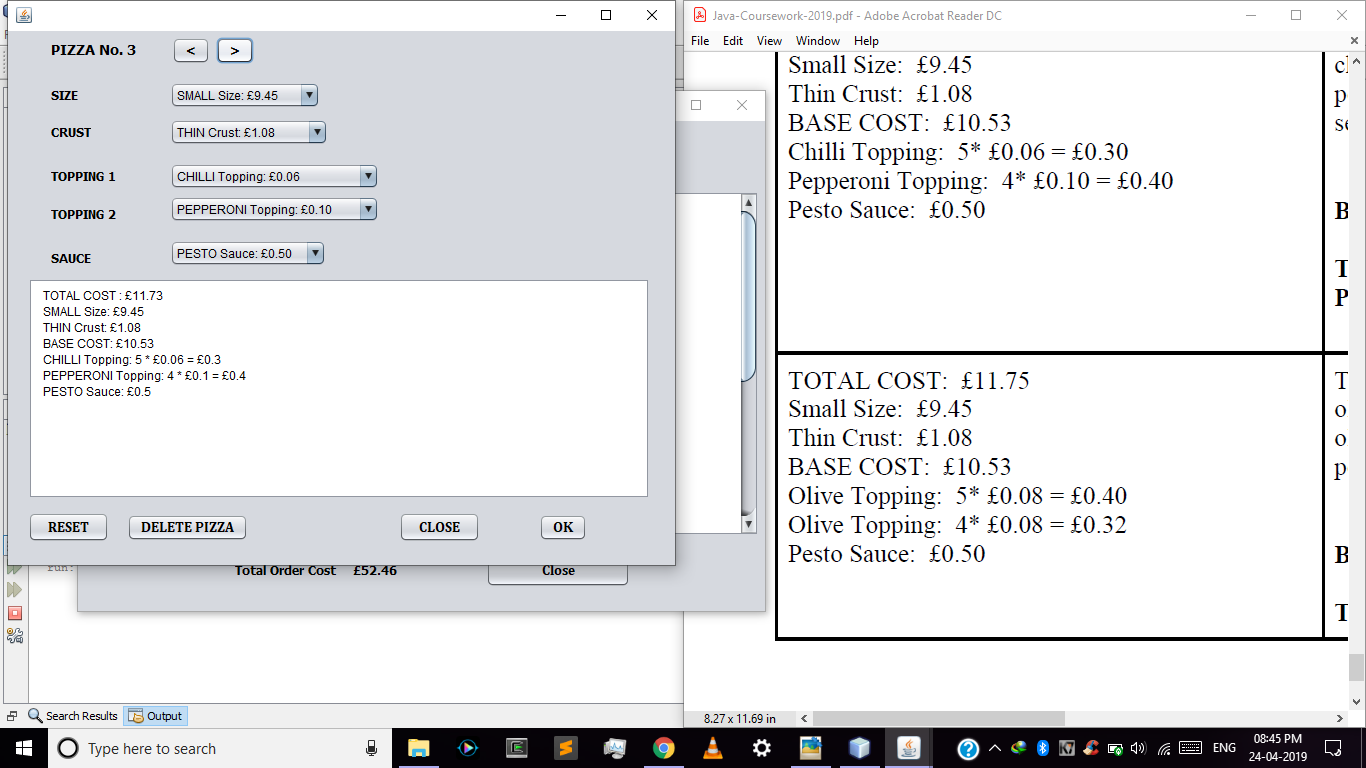 PIZZA No. 3 < >
SIZE SMALL Size: £9.45
CRUST THIN Crust: £1.08
TOPPING 1 CHILLI Topping: £0.06
TOPPING 2 PEPPERONI Topping: £0.10
SAUCE PESTO Sauce: £0.50
TOTAL COST : £11.73
SMALL Size: £9.45
THIN Crust: £1.08
BASE COST: £10.53
CHILLI Topping: 5 * £0.06 = £0.3
PEPPERONI Topping: 4 * £0.1 = £0.4
PESTO Sauce: £0.5
RESET DELETE PIZZA CLOSE OK
run:
Total Order Cost £52.46 Close
Search Results Output
Java-Coursework-2019.pdf - Adobe Acrobat Reader DC
File Edit View Window Help
Small Size: £9.45
Thin Crust: £1.08
BASE COST: £10.53
Chilli Topping: 5* £0.06 = £0.30
Pepperoni Topping: 4* £0.10 = £0.40
Pesto Sauce: £0.50
TOTAL COST: £11.75
Small Size: £9.45
Thin Crust: £1.08
BASE COST: £10.53
Olive Topping: 5* £0.08 = £0.40
Olive Topping: 4* £0.08 = £0.32
Pesto Sauce: £0.50
8.27 x 11.69 in
Type here to search
ENG
08:45 PM
24-04-2019